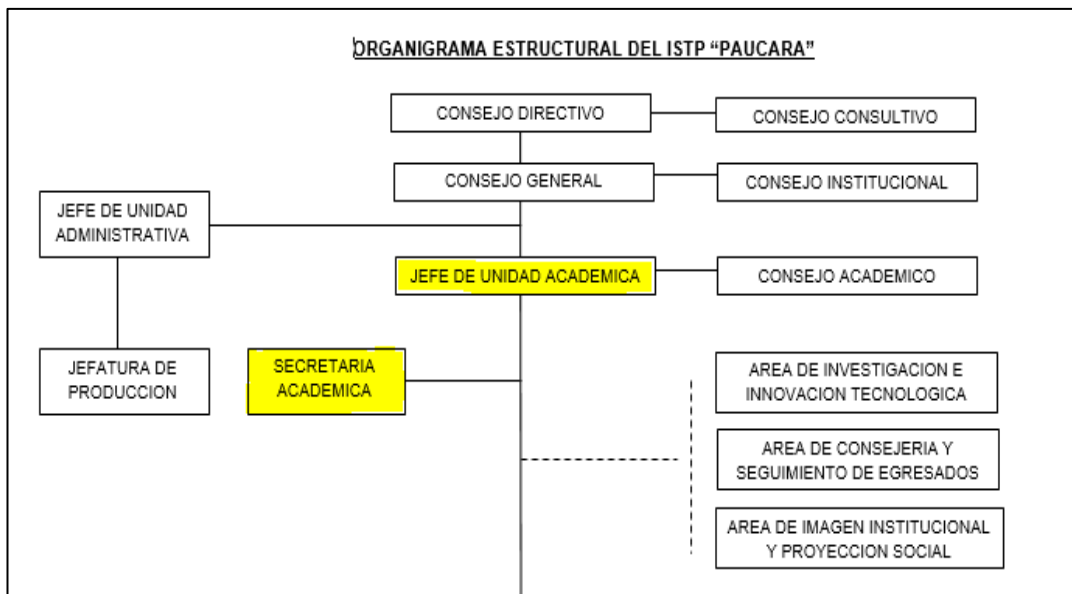 ORGANIGRAMA ESTRUCTURAL DEL ISTP “PAUCARA”
CONSEJO DIRECTIVO
CONSEJO CONSULTIVO
CONSEJO GENERAL
CONSEJO INSTITUCIONAL
JEFE DE UNIDAD
ADMINISTRATIVA
JEFE DE UNIDAD ACADEMICA
CONSEJO ACADEMICO
JEFATURA DE
PRODUCCION
SECRETARIA
ACADEMICA
AREA DE INVESTIGACION E
INNOVACION TECNOLOGICA
AREA DE CONSEJERIA Y
SEGUIMIENTO DE EGRESADOS
AREA DE IMAGEN INSTITUCIONAL
Y PROYECCION SOCIAL